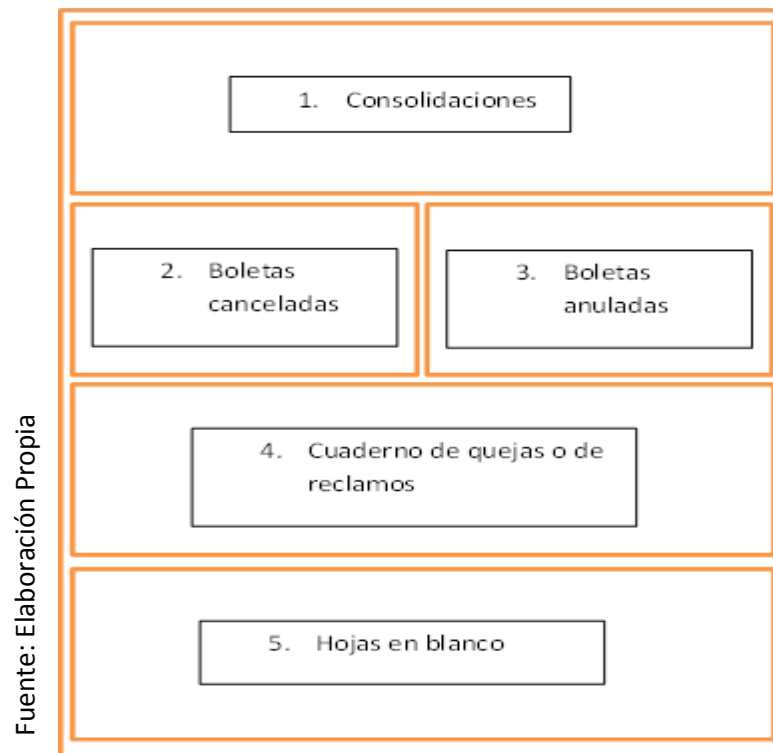 1. Consolidaciones
2. Boletas
canceladas
3. Boletas
anuladas
4. Cuaderno de quejas o de
reclamos
5. Hojas en blanco
Fuente: Elaboración Propia